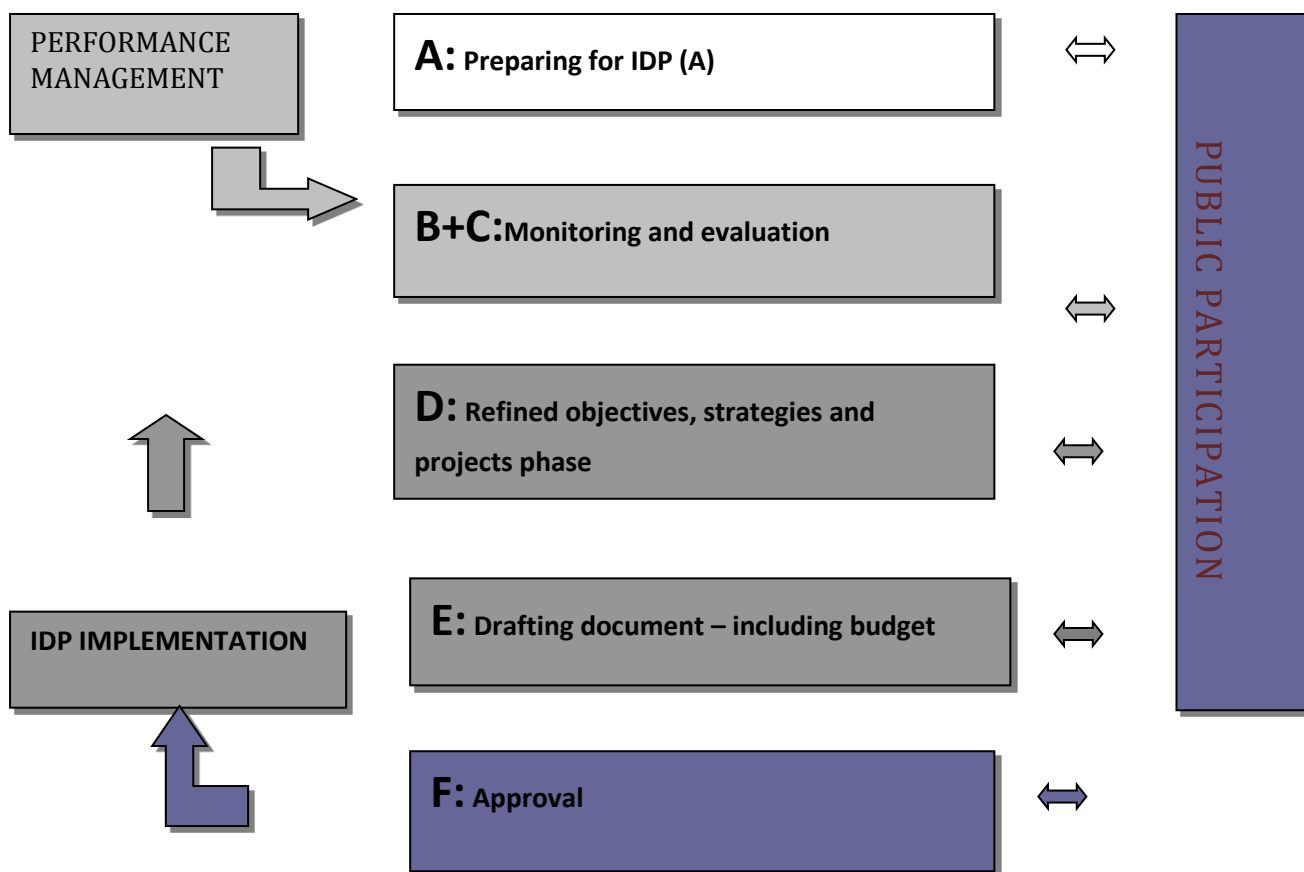 PERFORMANCE
MANAGEMENT
A: Preparing for IDP (A)
B+C:Monitoring and evaluation
D: Refined objectives, strategies and
projects phase
E: Drafting document – including budget
IDP IMPLEMENTATION
F: Approval
PUBLIC PARTICIPATION